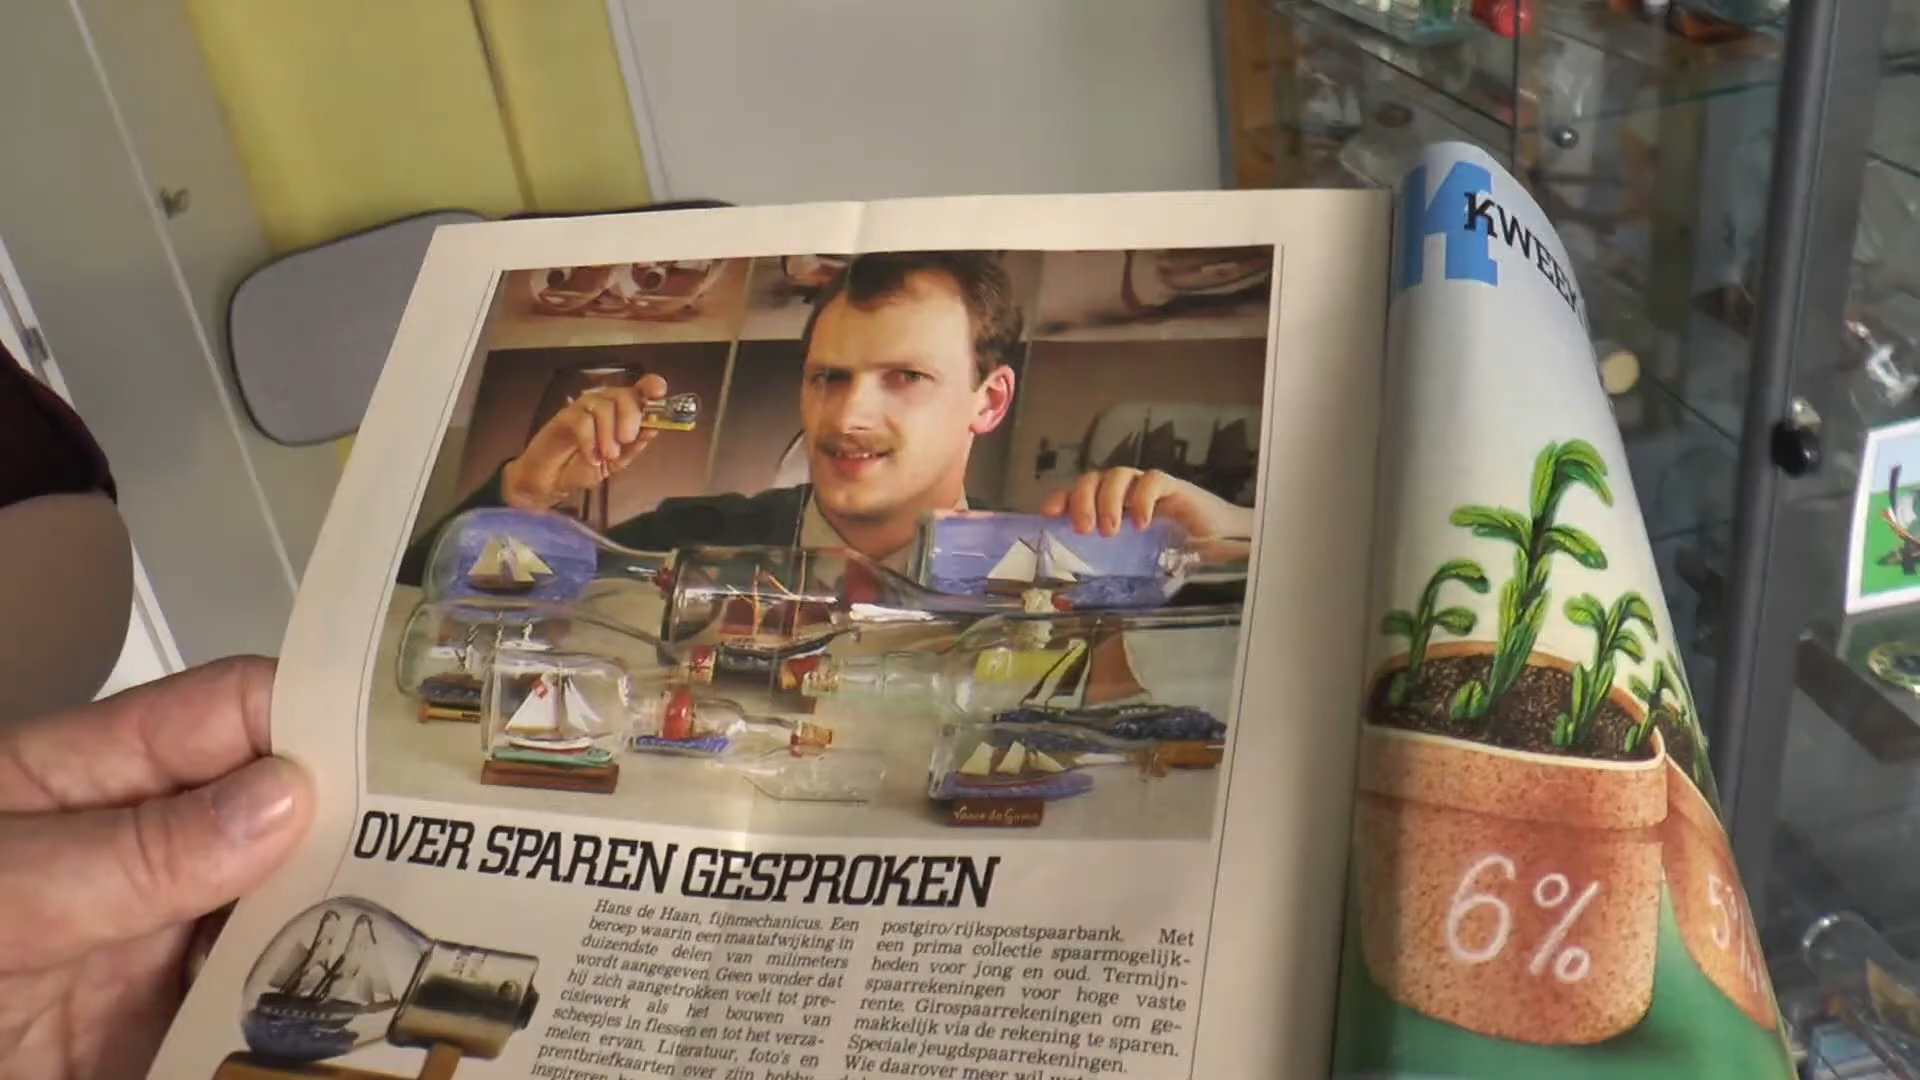 OVER SPAREN GESPROKEN
Hans de Haan, fijnmechanicus. Een
beroep waarin een maatafwijking in
duizendste delen van milimeters
wordt aangegeven. Geen wonder dat
hij zich aangetrokken voelt tot pre-
cisiewerk als het bouwen van
scheepjes in flessen en tot het verza-
melen ervan. Literatuur, foto's en
prentbriefkaarten over zijn hobby
inspireren
postgiro/rijkspostspaarbank. Met
een prima collectie spaarmogelijk-
heden voor jong en oud. Termijn-
spaarrekeningen voor hoge vaste
rente. Girospaarrekeningen om ge-
makkelijk via de rekening te sparen.
Speciale jeugdspaarrekeningen.
Wie daarover meer wil
Vasco da Gama
KWEEK
6%